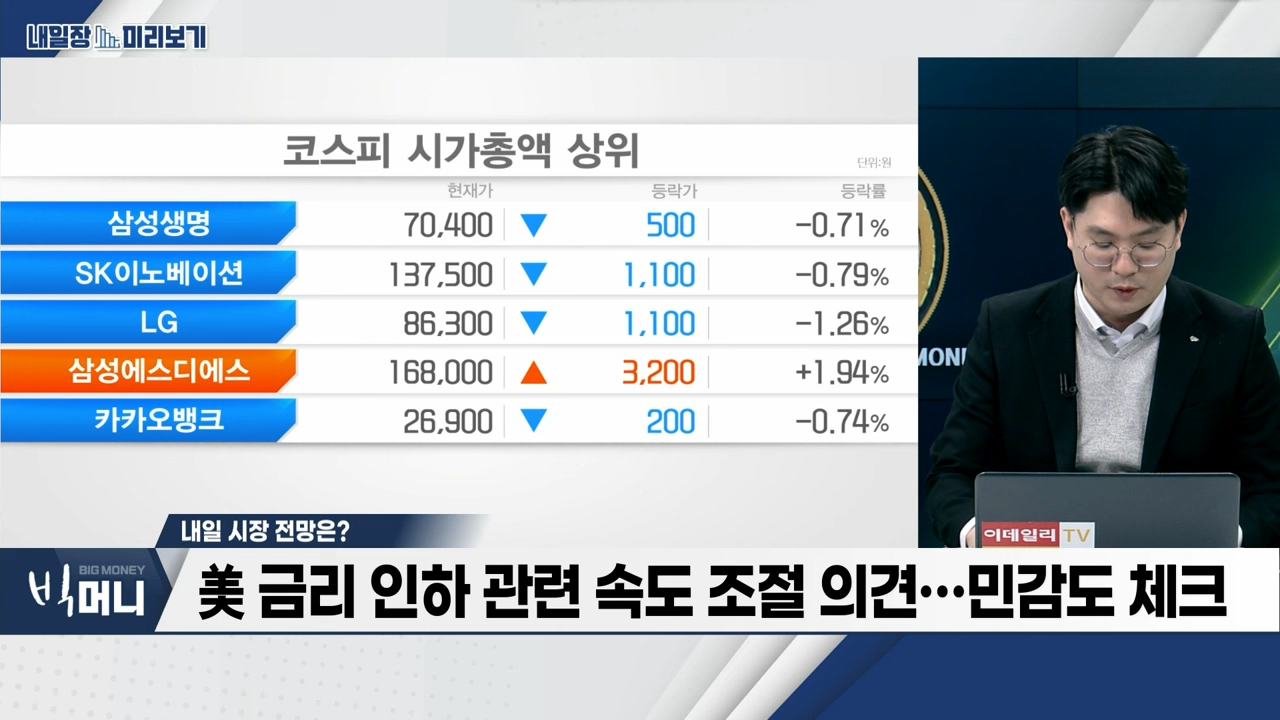 내일장 미리보기
코스피 시가총액 상위
단위:원
현재가 등락가 등락률
삼성생명 70,400 ▼ 500 -0.71%
SK이노베이션 137,500 ▼ 1,100 -0.79%
LG 86,300 ▼ 1,100 -1.26%
삼성에스디에스 168,000 ▲ 3,200 +1.94%
카카오뱅크 26,900 ▼ 200 -0.74%
이데일리 TV
내일 시장 전망은?
BIG MONEY
빅머니
美 금리 인하 관련 속도 조절 의견…민감도 체크